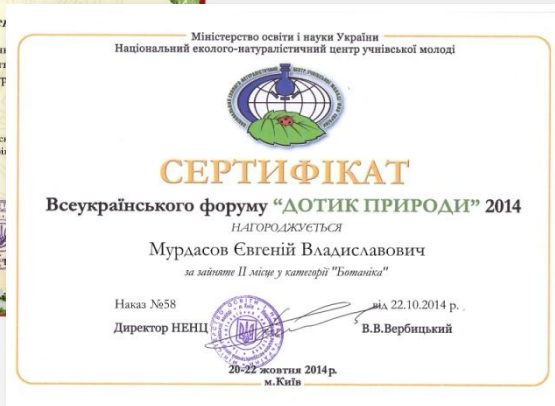 Міністерство освіти і науки України
Національний еколого-натуралістичний центр учнівської молоді
СЕРТИФІКАТ
Всеукраїнського форуму “ДОТИК ПРИРОДИ” 2014
НАГОРОДЖУЄТЬСЯ
Мурдасов Євгеній Владиславович
за зайняте II місце у категорії "Ботаніка"
Наказ №58 від 22.10.2014 р.
Директор НЕНЦ В.В.Вербицький
20-22 жовтня 2014р.
м.Київ